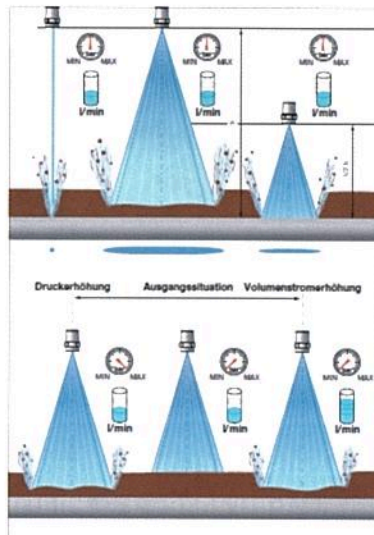 MIN MAX MIN MAX MIN MAX
l/min l/min l/min
Druckerhöhung Ausgangssituation Volumenstromerhöhung
MIN MAX MIN MAX MIN MAX
l/min l/min l/min